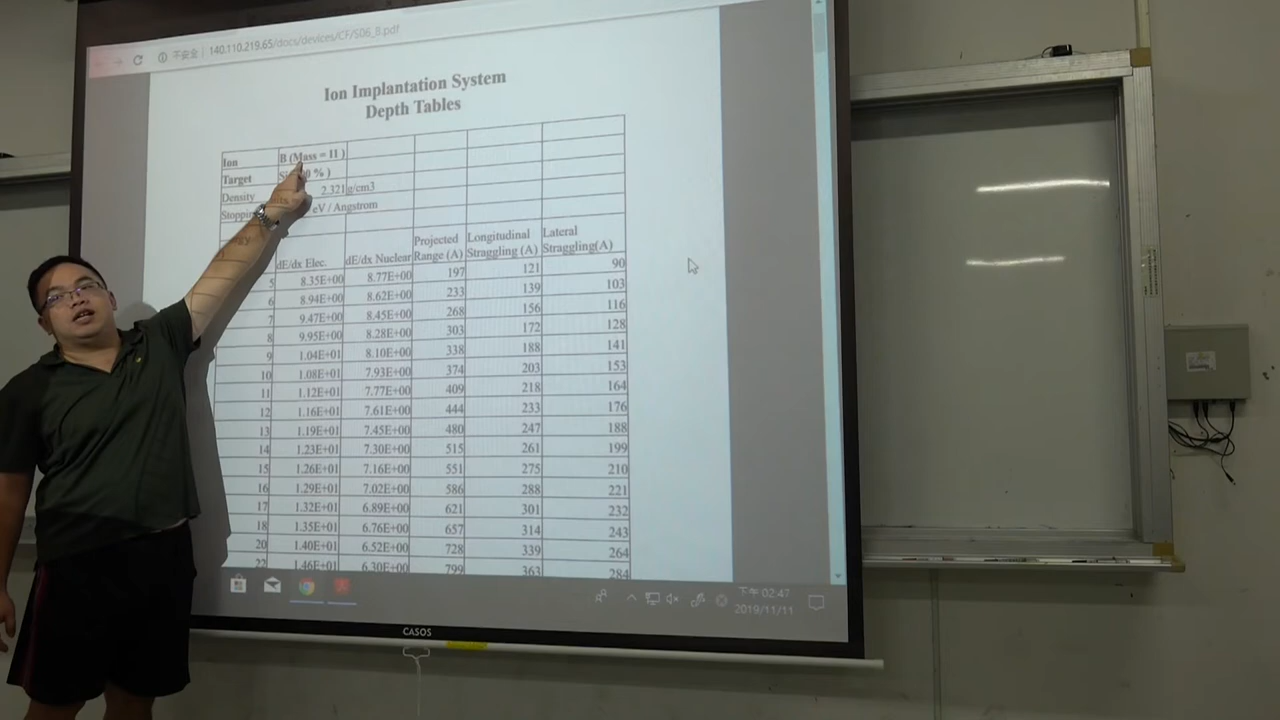 不安全 | 140.110.219.65/docs/devices/CF/S06_B.pdf
Ion Implantation System
Depth Tables
Ion B (Mass = 11 )
Target %)
Density 2.321 g/cm3
eV / Angstrom
dE/dx Elec. dE/dx Nuclear Projected Range (A) Longitudinal Straggling (A) Lateral Straggling(A)
5 8.35E+00 8.77E+00 197 121 90
6 8.94E+00 8.62E+00 233 139 103
7 9.47E+00 8.45E+00 268 156 116
8 9.95E+00 8.28E+00 303 172 128
9 1.04E+01 8.10E+00 338 188 141
10 1.08E+01 7.93E+00 374 203 153
11 1.12E+01 7.77E+00 409 218 164
12 1.16E+01 7.61E+00 444 233 176
13 1.19E+01 7.45E+00 480 247 188
14 1.23E+01 7.30E+00 515 261 199
15 1.26E+01 7.16E+00 551 275 210
16 1.29E+01 7.02E+00 586 288 221
17 1.32E+01 6.89E+00 621 301 232
18 1.35E+01 6.76E+00 657 314 243
20 1.40E+01 6.52E+00 728 339 264
22 1.46E+01 6.30E+00 799 363 284
下午 02:47
2019/11/11
CASOS